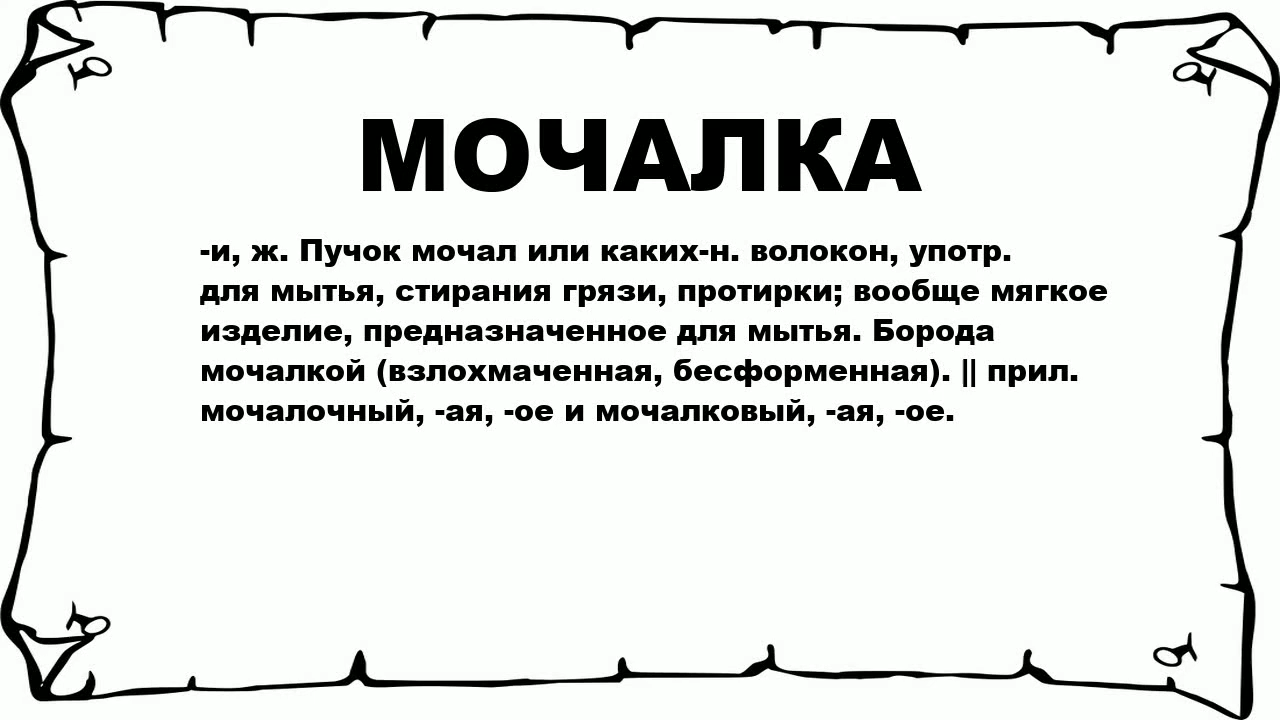 МОЧАЛКА
-и, ж. Пучок мочал или каких-н. волокон, употр.
для мытья, стирания грязи, протирки; вообще мягкое
изделие, предназначенное для мытья. Борода
мочалкой (взлохмаченная, бесформенная). || прил.
мочалочный, -ая, -ое и мочалковый, -ая, -ое.